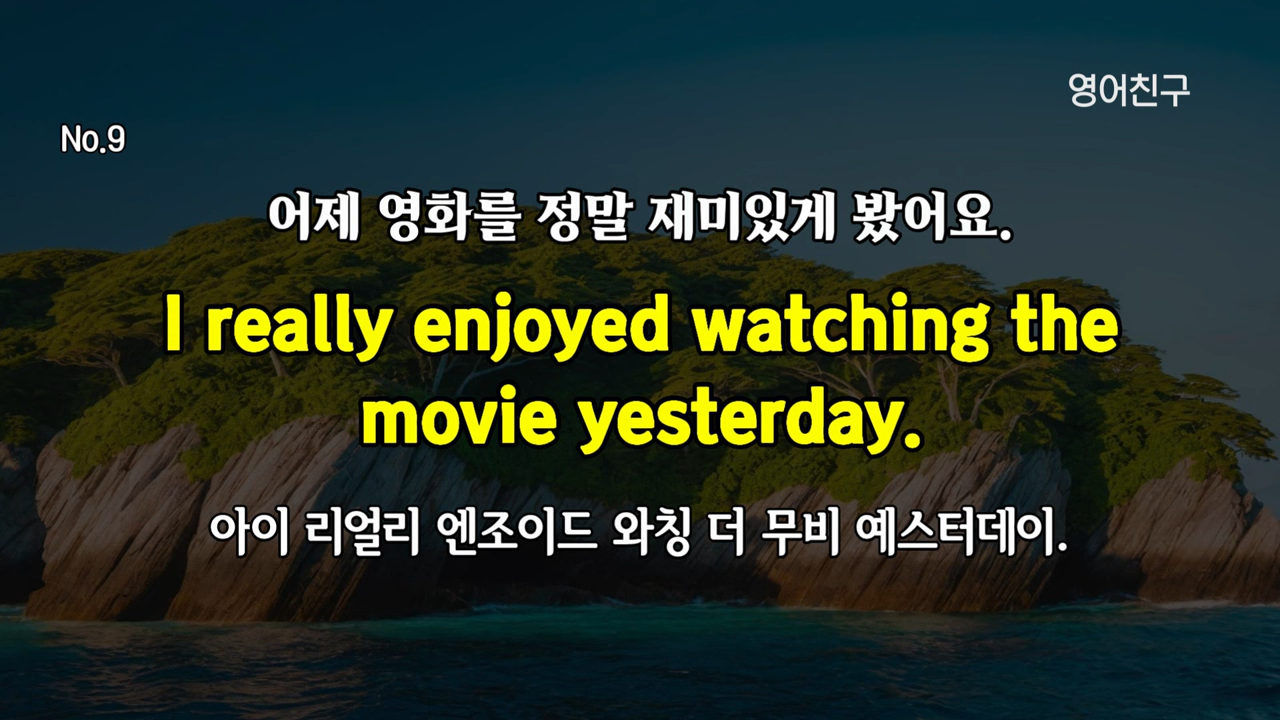 영어친구
No.9
어제 영화를 정말 재미있게 봤어요.
I really enjoyed watching the
movie yesterday.
아이 리얼리 엔조이드 와칭 더 무비 예스터데이.